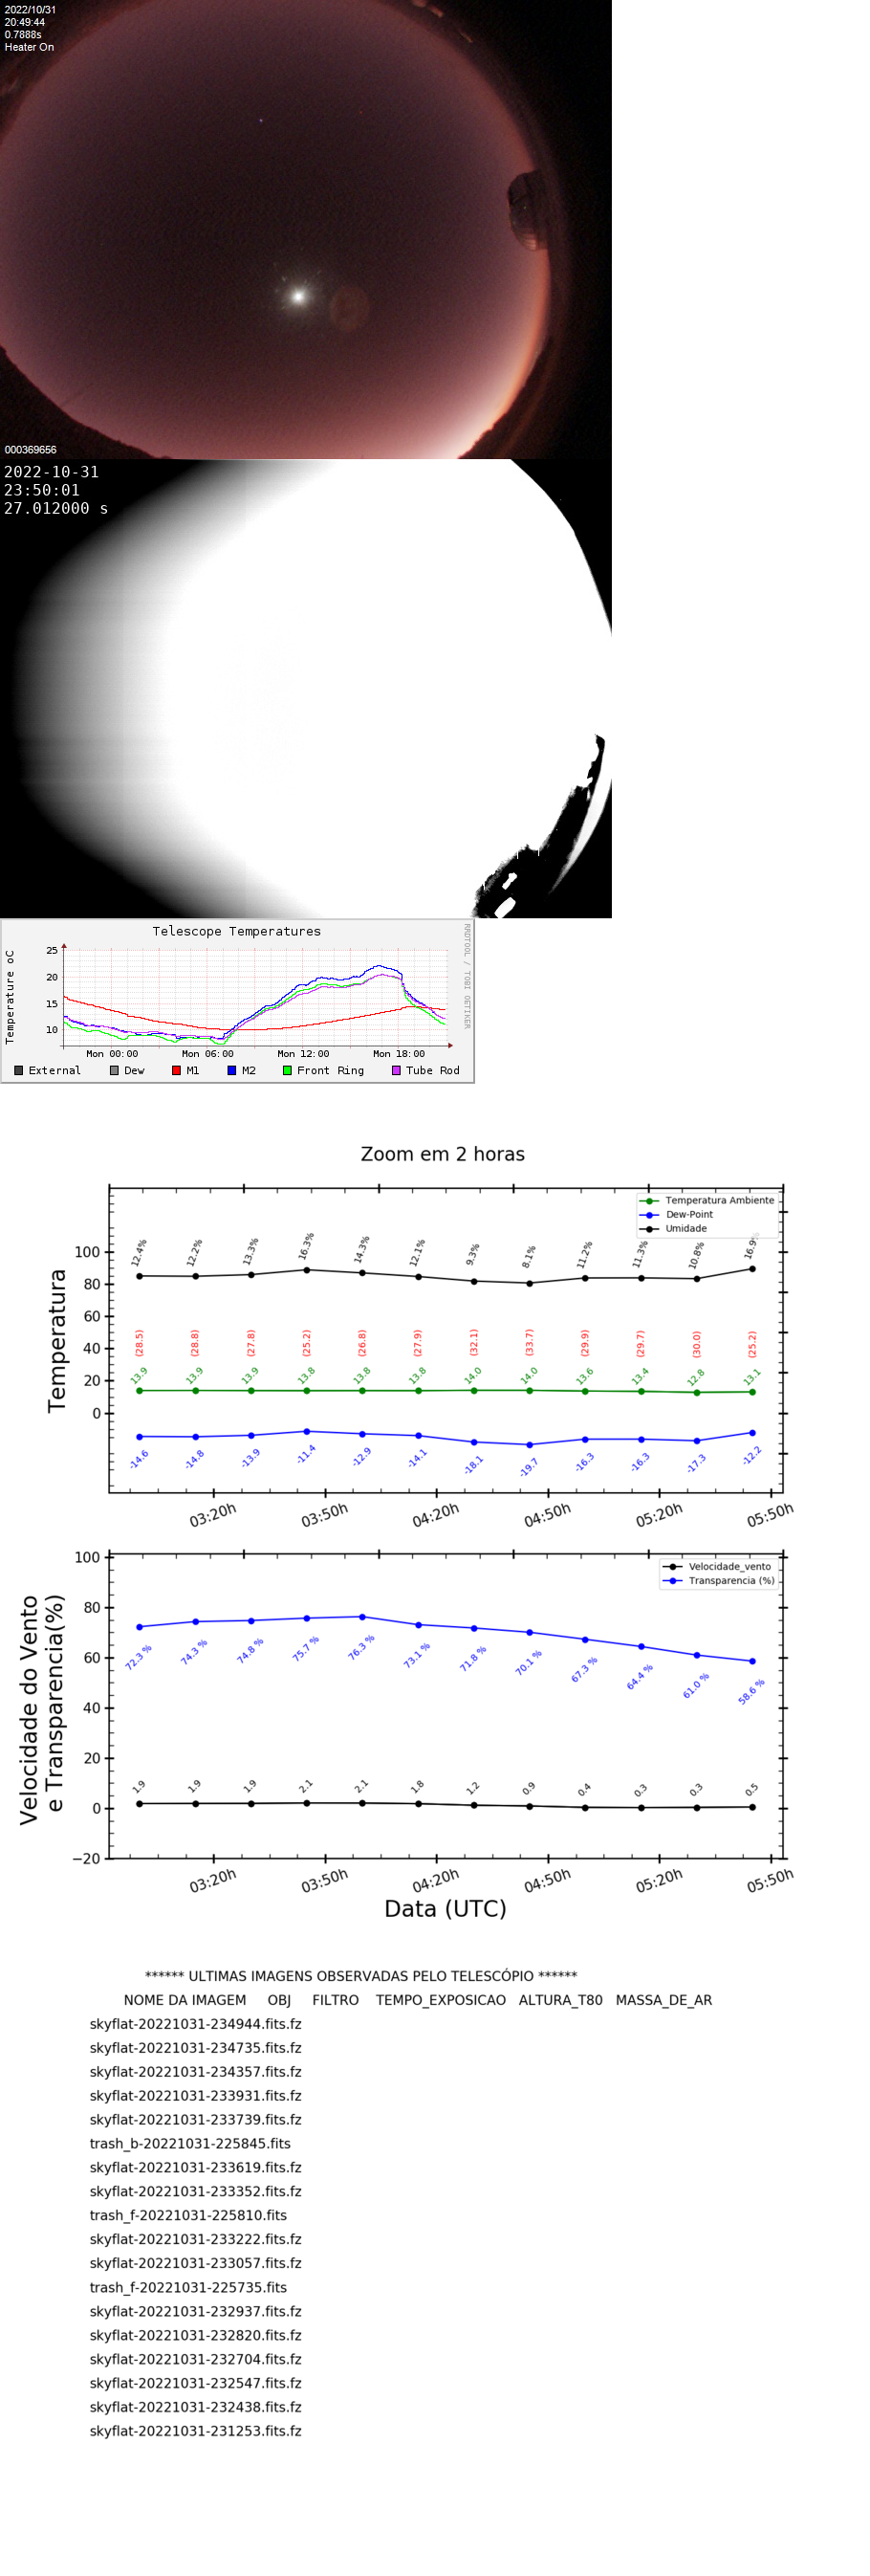 2022/10/31
20:49:44
0.7888s
Heater On
000369656
2022-10-31
23:50:01
27.012000 s
Telescope Temperatures
RRDTOOL / TOBI OETIKER
Temperature oC
25
20
15
10
Mon 00:00 Mon 06:00 Mon 12:00 Mon 18:00
External Dew M1 M2 Front Ring Tube Rod
Zoom em 2 horas
Temperatura Ambiente
Dew-Point
Umidade
Temperatura
100
80
60
40
20
0
12.4% 12.2% 13.3% 16.3% 14.3% 12.1% 9.3% 8.1% 11.2% 11.3% 10.8% 16.9%
(28.5) (28.8) (27.8) (25.2) (26.8) (27.9) (32.1) (33.7) (29.9) (29.7) (30.0) (25.2)
13.9 13.9 13.9 13.8 13.8 13.8 14.0 14.0 13.6 13.4 12.8 13.1
-14.6 -14.8 -13.9 -11.4 -12.9 -14.1 -18.1 -19.7 -16.3 -16.3 -17.3 -12.2
03:20h 03:50h 04:20h 04:50h 05:20h 05:50h
Velocidade_vento
Transparencia (%)
Velocidade do Vento
e Transparencia(%)
100
80
60
40
20
0
−20
72.3 % 74.3 % 74.8 % 75.7 % 76.3 % 73.1 % 71.8 % 70.1 % 67.3 % 64.4 % 61.0 % 58.6 %
1.9 1.9 1.9 2.1 2.1 1.8 1.2 0.9 0.4 0.3 0.3 0.5
03:20h 03:50h 04:20h 04:50h 05:20h 05:50h
Data (UTC)
****** ULTIMAS IMAGENS OBSERVADAS PELO TELESCÓPIO ******
NOME DA IMAGEM OBJ FILTRO TEMPO_EXPOSICAO ALTURA_T80 MASSA_DE_AR
skyflat-20221031-234944.fits.fz
skyflat-20221031-234735.fits.fz
skyflat-20221031-234357.fits.fz
skyflat-20221031-233931.fits.fz
skyflat-20221031-233739.fits.fz
trash_b-20221031-225845.fits
skyflat-20221031-233619.fits.fz
skyflat-20221031-233352.fits.fz
trash_f-20221031-225810.fits
skyflat-20221031-233222.fits.fz
skyflat-20221031-233057.fits.fz
trash_f-20221031-225735.fits
skyflat-20221031-232937.fits.fz
skyflat-20221031-232820.fits.fz
skyflat-20221031-232704.fits.fz
skyflat-20221031-232547.fits.fz
skyflat-20221031-232438.fits.fz
skyflat-20221031-231253.fits.fz